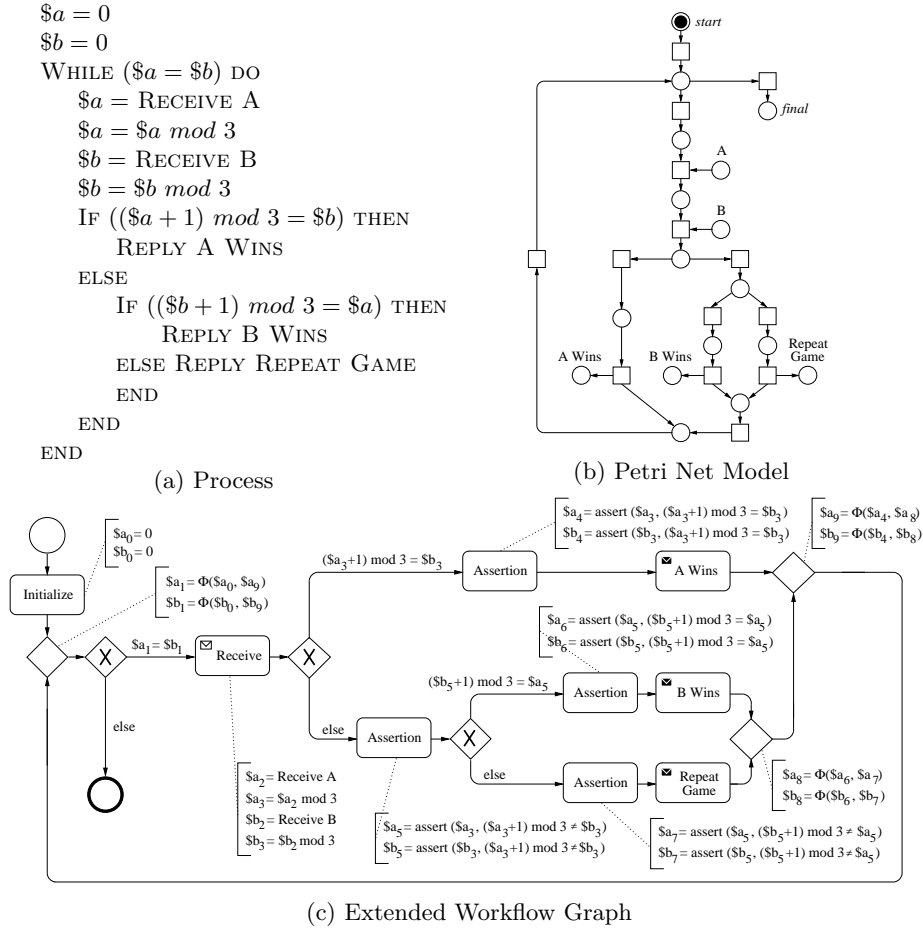 $a = 0
$b = 0
WHILE ($a = $b) DO
$a = RECEIVE A
$a = $a mod 3
$b = RECEIVE B
$b = $b mod 3
IF (($a + 1) mod 3 = $b) THEN
REPLY A WINS
ELSE
IF (($b + 1) mod 3 = $a) THEN
REPLY B WINS
ELSE REPLY REPEAT GAME
END
END
END
(a) Process
start
final
A
B
A Wins
B Wins
Repeat
Game
(b) Petri Net Model
$a₀= 0
$b₀= 0
Initialize
$a₁= Φ($a₀, $a₉)
$b₁= Φ($b₀, $b₉)
X
$a₁= $b₁
else
Receive
$a₂= Receive A
$a₃= $a₂ mod 3
$b₂= Receive B
$b₃= $b₂ mod 3
X
($a₃+1) mod 3 = $b₃
else
$a₄= assert ($a₃, ($a₃+1) mod 3 = $b₃)
$b₄= assert ($b₃, ($a₃+1) mod 3 = $b₃)
Assertion
A Wins
$a₉= Φ($a₄, $a₈)
$b₉= Φ($b₄, $b₈)
$a₆= assert ($a₅, ($b₅+1) mod 3 = $a₅)
$b₆= assert ($b₅, ($b₅+1) mod 3 = $a₅)
($b₅+1) mod 3 = $a₅
Assertion
B Wins
Assertion
X
else
Assertion
Repeat
Game
$a₈= Φ($a₆, $a₇)
$b₈= Φ($b₆, $b₇)
$a₅= assert ($a₃, ($a₃+1) mod 3 ≠ $b₃)
$b₅= assert ($b₃, ($a₃+1) mod 3 ≠ $b₃)
$a₇= assert ($a₅, ($b₅+1) mod 3 ≠ $a₅)
$b₇= assert ($b₅, ($b₅+1) mod 3 ≠ $a₅)
(c) Extended Workflow Graph